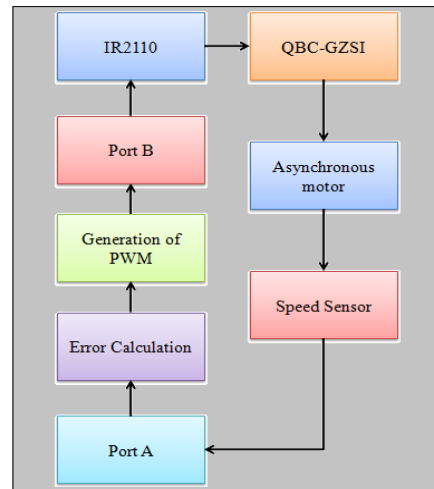 IR2110
QBC-GZSI
Port B
Asynchronous
motor
Generation of
PWM
Speed Sensor
Error Calculation
Port A